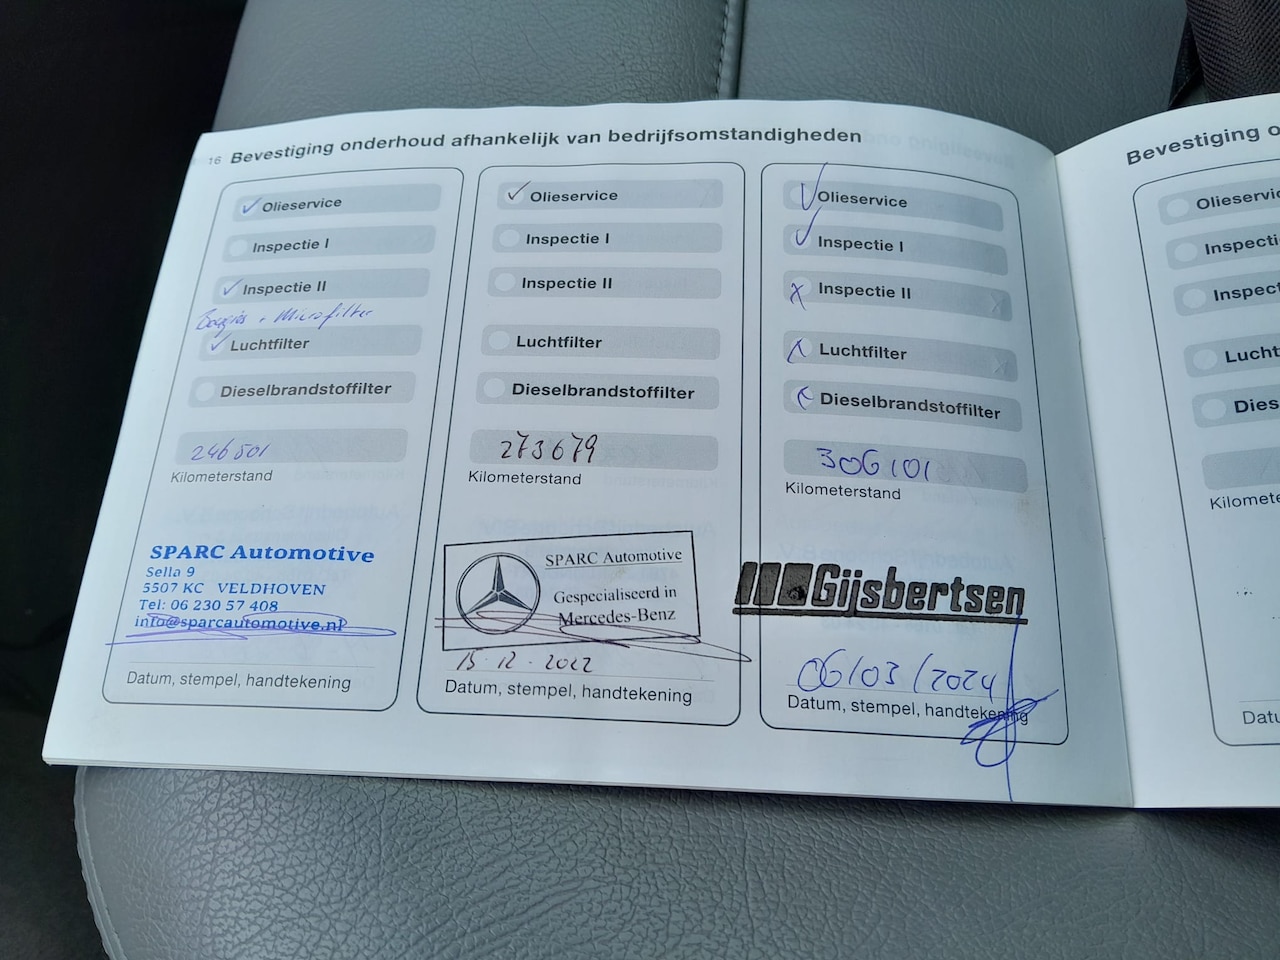 16 Bevestiging onderhoud afhankelijk van bedrijfsomstandigheden
Olieservice
Inspectie I
Inspectie II
Bougies + Microfilter
Luchtfilter
Dieselbrandstoffilter
246501
Kilometerstand
SPARC Automotive
Sella 9
5507 KC VELDHOVEN
Tel: 06 230 57 408
info@sparcautomotive.nl
Datum, stempel, handtekening
Olieservice
Inspectie I
Inspectie II
Luchtfilter
Dieselbrandstoffilter
273679
Kilometerstand
SPARC Automotive
Gespecialiseerd in
Mercedes-Benz
15-12-2022
Datum, stempel, handtekening
Olieservice
Inspectie I
Inspectie II
Luchtfilter
Dieselbrandstoffilter
306101
Kilometerstand
Gijsbertsen
06/03/2024
Datum, stempel, handtekening
Bevestiging o
Olieservic
Inspecti
Inspect
Lucht
Dies
Kilomete
Datu